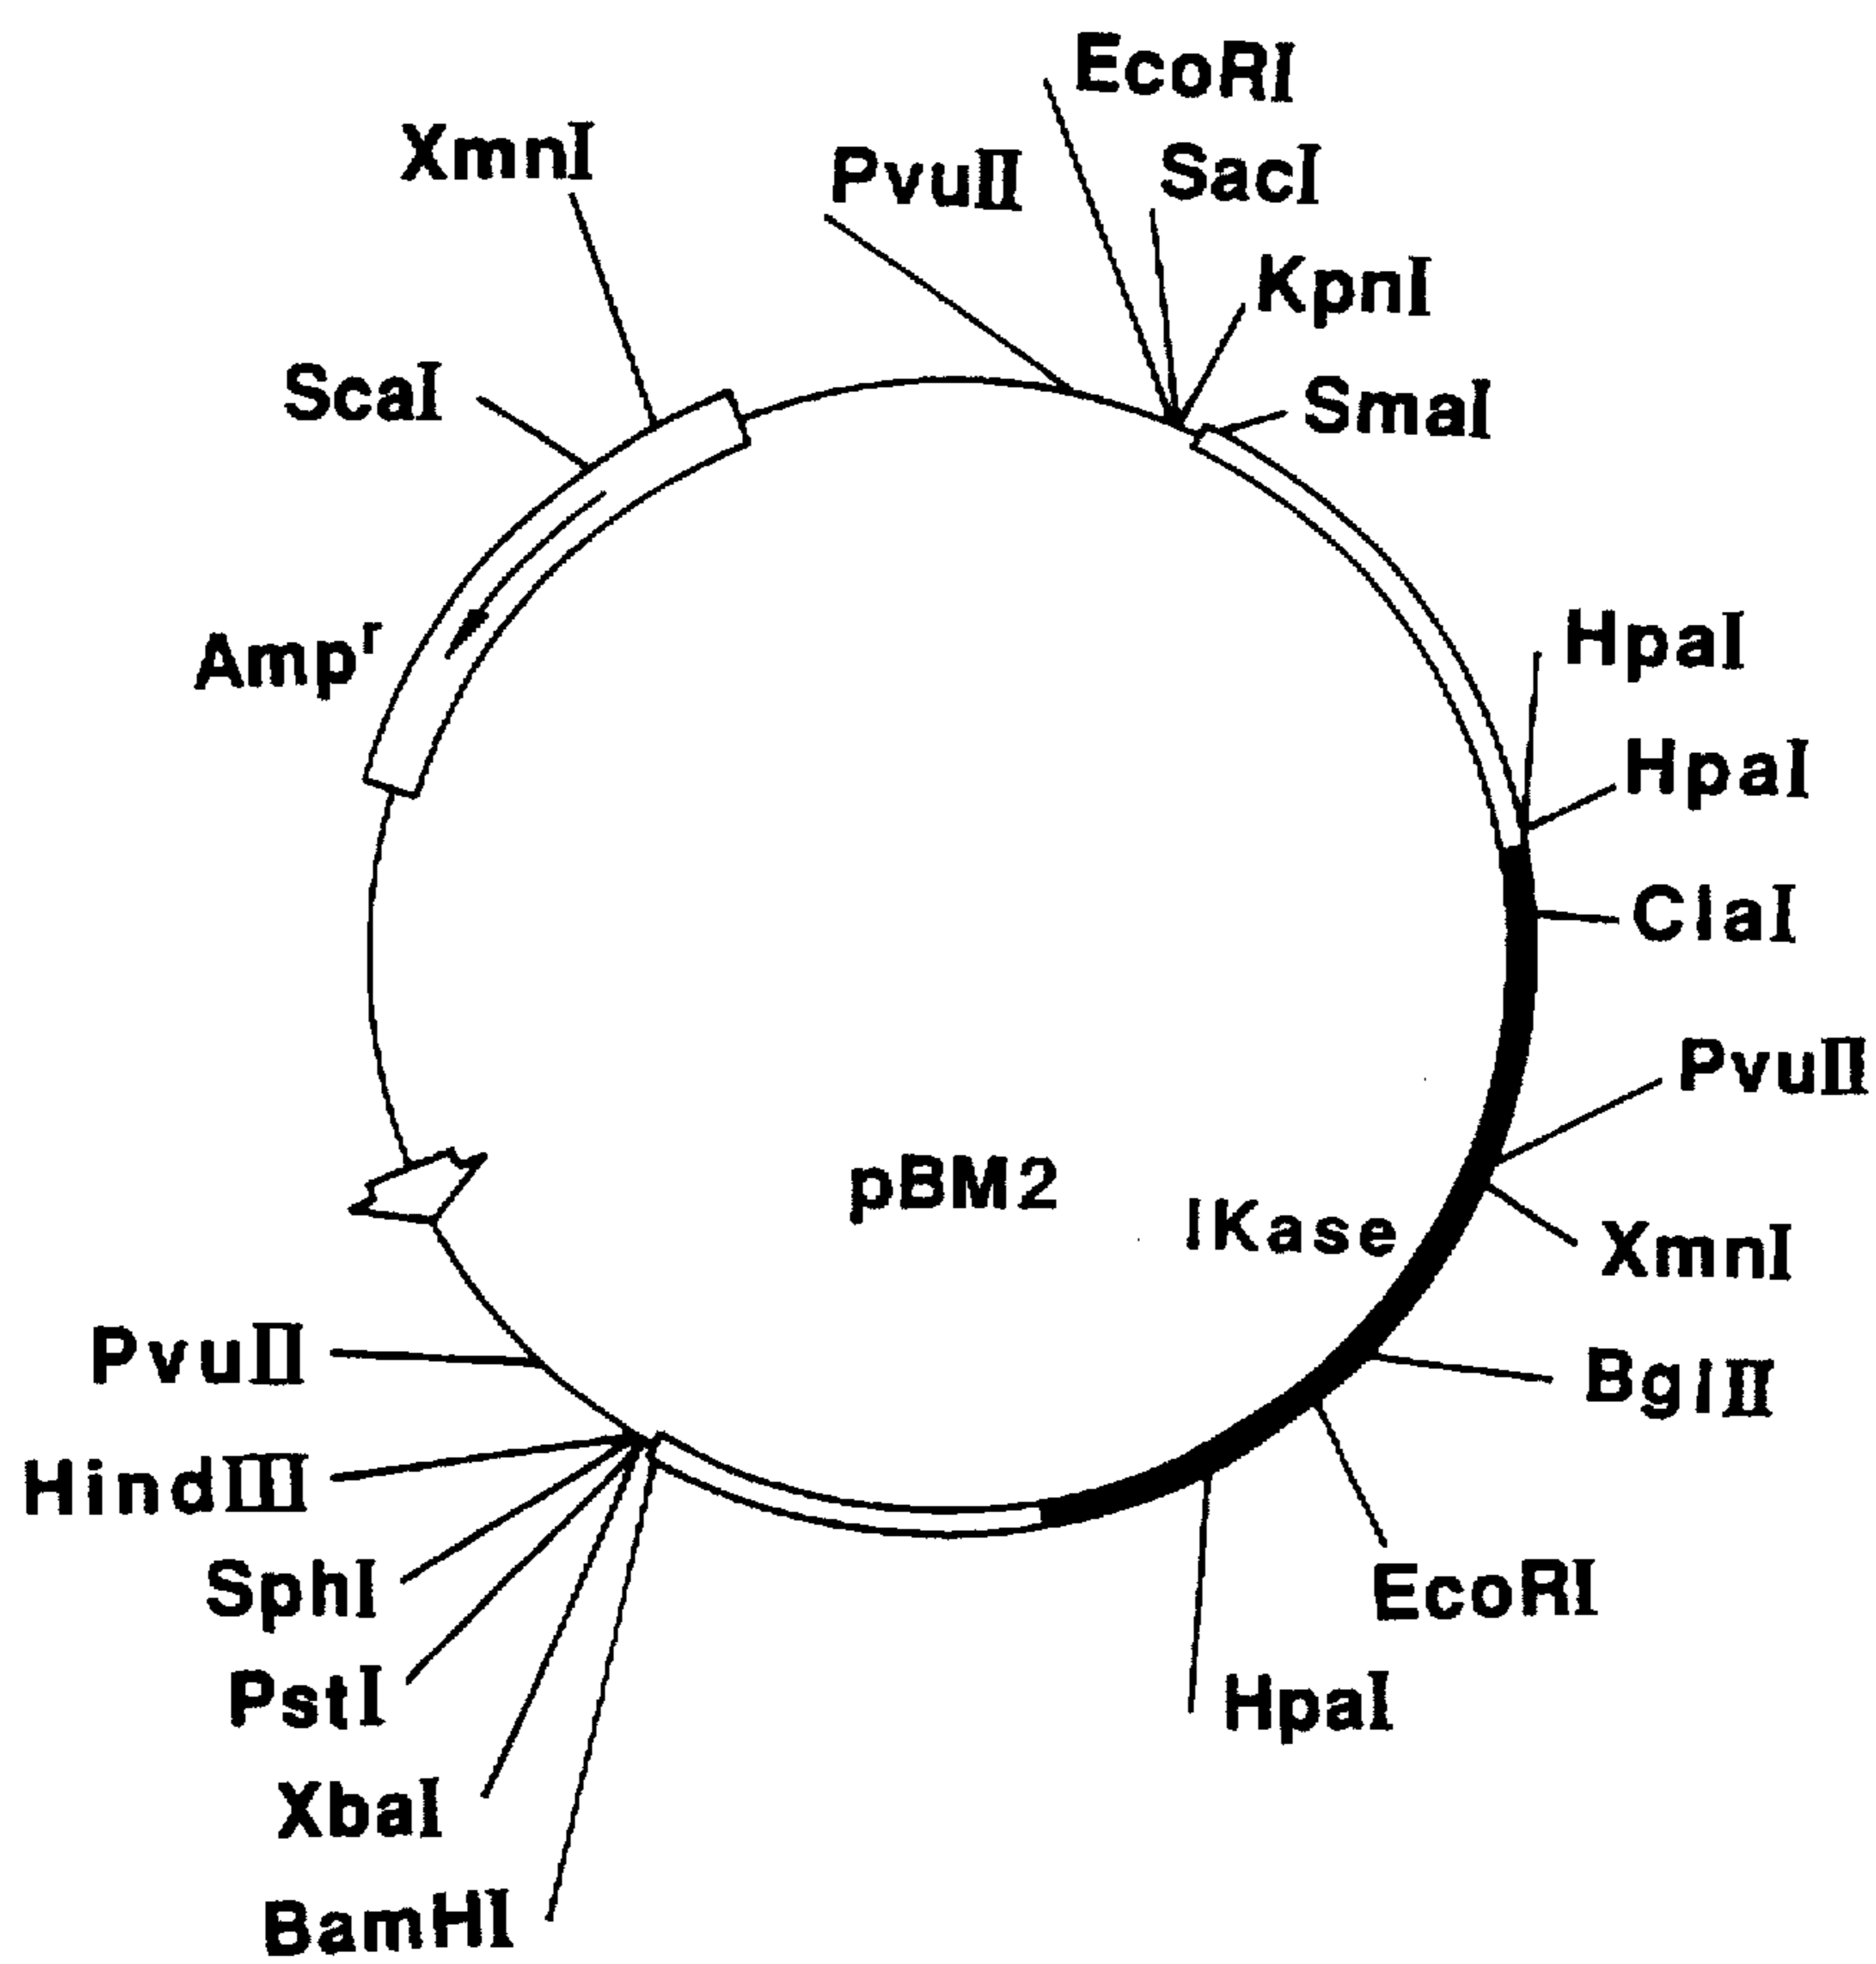 EcoRI
XmnI
PvuII
SacI
KpnI
ScaI
SmaI
Ampʳ
HpaI
HpaI
ClaI
PvuII
pBM2
IKase
XmnI
PvuII
BglII
HindIII
SphI
EcoRI
PstI
HpaI
XbaI
BamHI